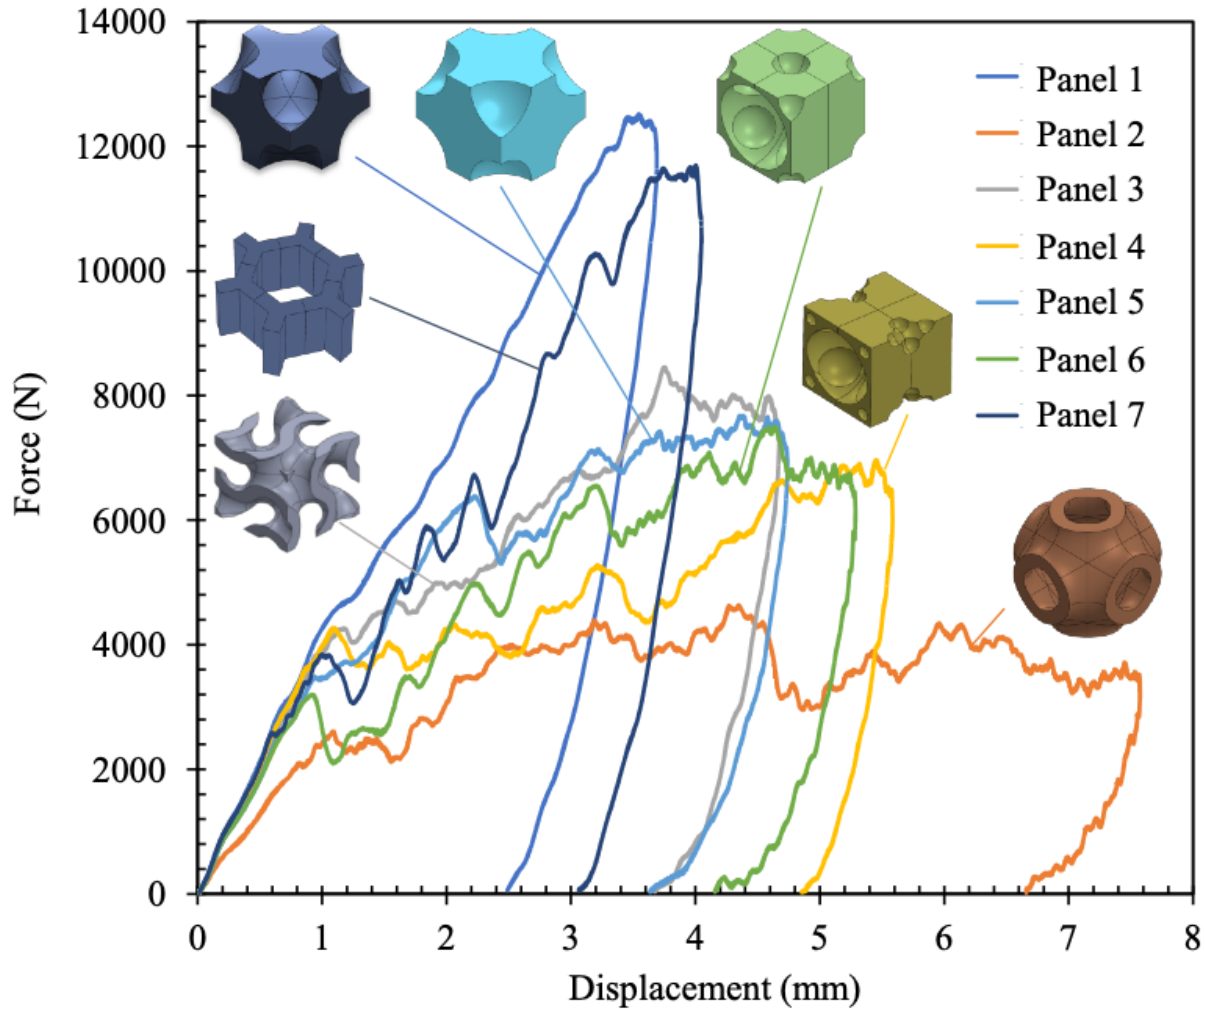 14000
12000
10000
8000
6000
4000
2000
0
Force (N)
0 1 2 3 4 5 6 7 8
Displacement (mm)
Panel 1
Panel 2
Panel 3
Panel 4
Panel 5
Panel 6
Panel 7